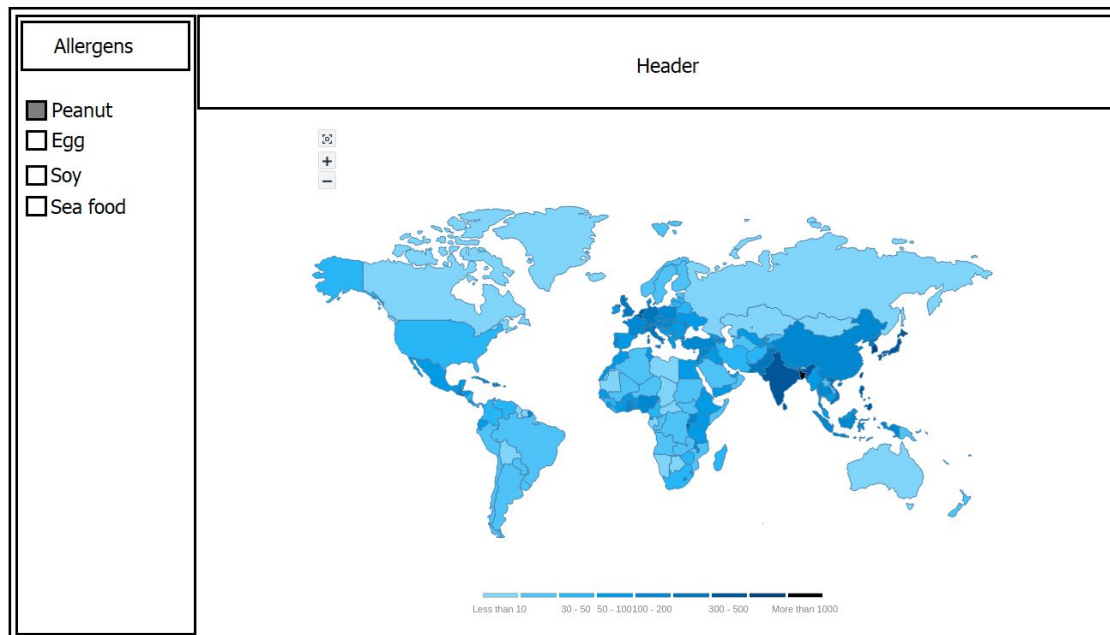 Allergens
Header
Peanut
Egg
Soy
Sea food
+
−
Less than 10 30 - 50 50 - 100 100 - 200 300 - 500 More than 1000